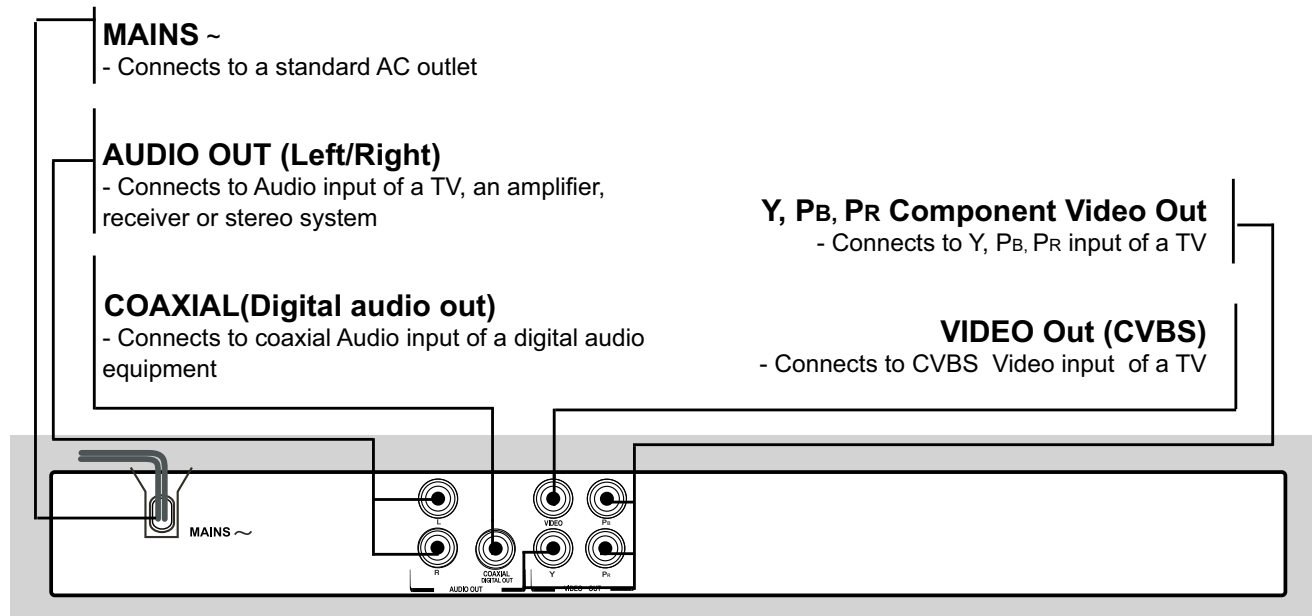 MAINS ~
- Connects to a standard AC outlet
AUDIO OUT (Left/Right)
- Connects to Audio input of a TV, an amplifier,
receiver or stereo system
COAXIAL(Digital audio out)
- Connects to coaxial Audio input of a digital audio
equipment
Y, PB, PR Component Video Out
- Connects to Y, PB, PR input of a TV
VIDEO Out (CVBS)
- Connects to CVBS Video input of a TV
MAINS ~
L
R
COAXIAL
DIGITAL OUT
AUDIO OUT
VIDEO
PB
Y
PR
VIDEO OUT